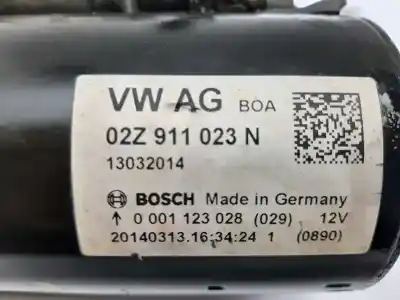 VW AG BOA
02Z 911 023 N
13032014
BOSCH Made in Germany
↑ 0 001 123 028 (029) 12V
20140313.16:34:24 1 (0890)